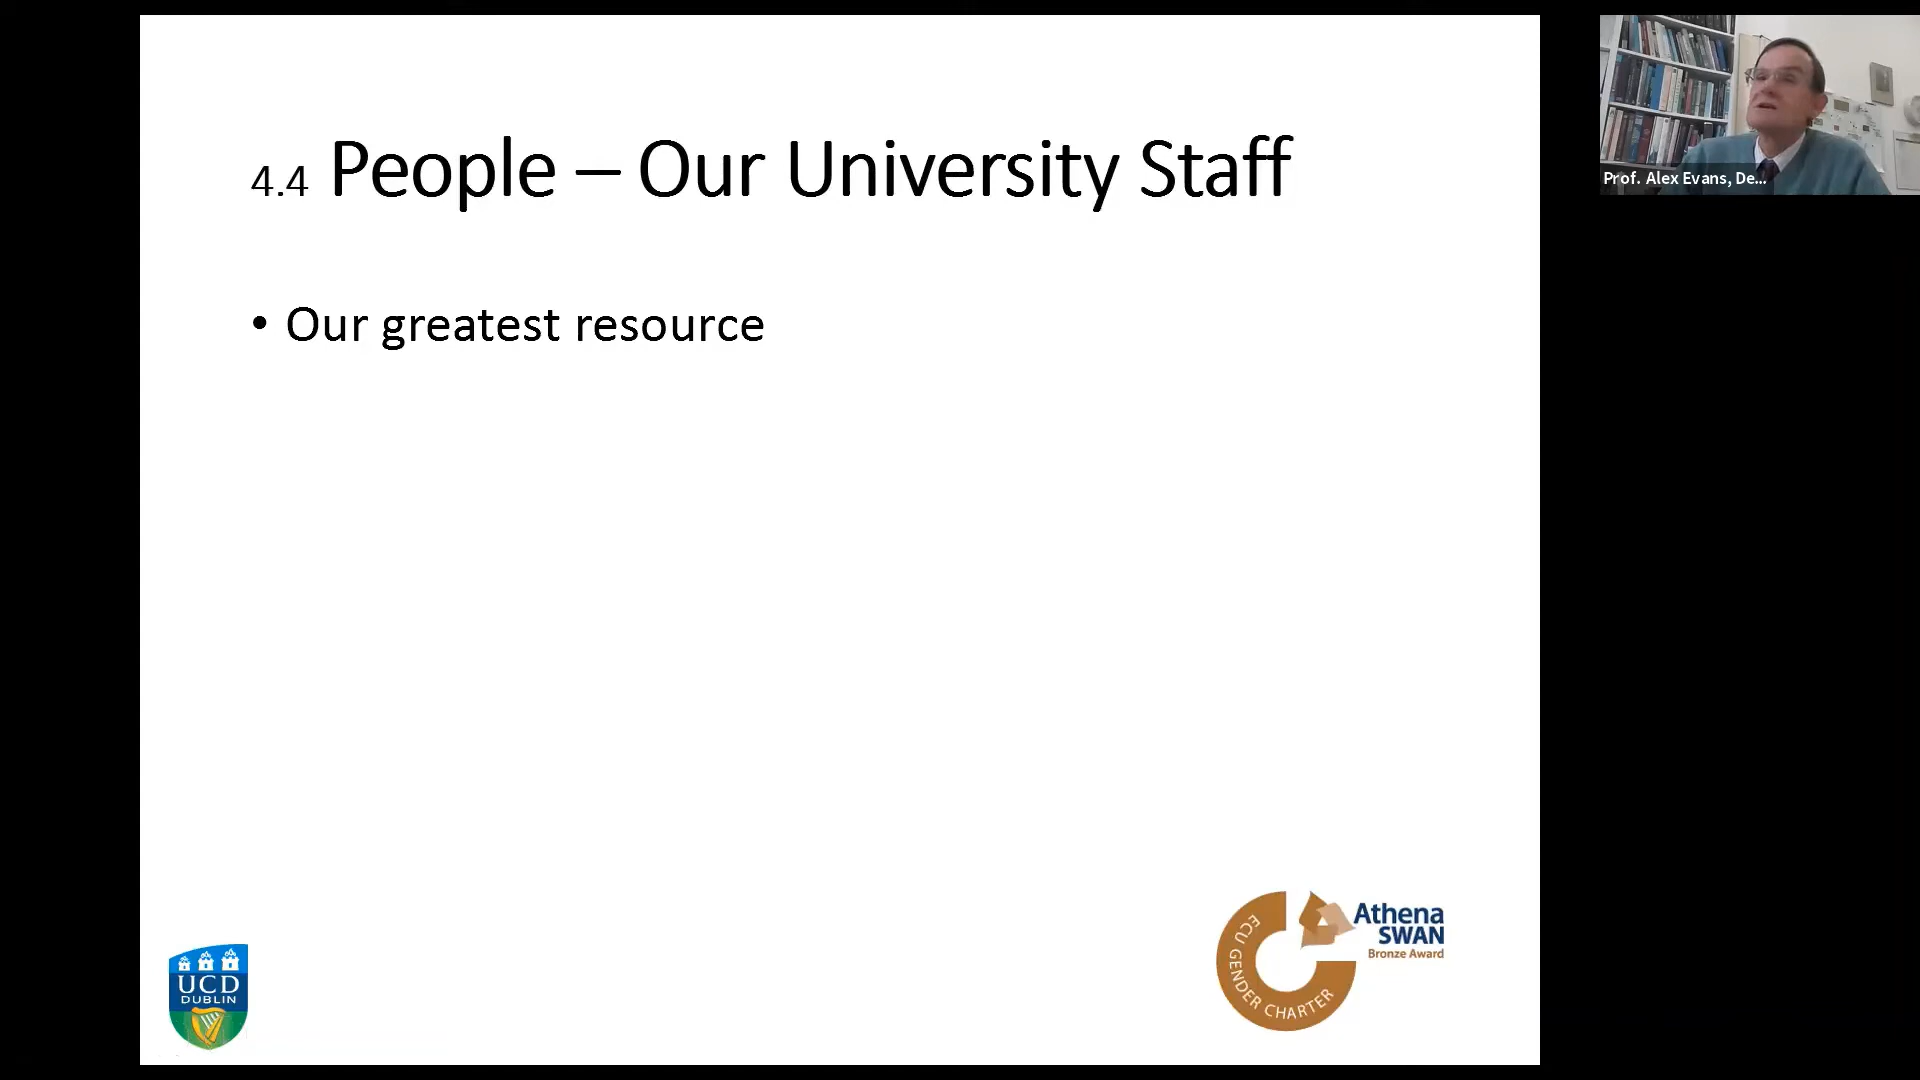 4.4 People – Our University Staff
• Our greatest resource
Prof. Alex Evans, De...
UCD
DUBLIN
ECU GENDER CHARTER
Athena
SWAN
Bronze Award